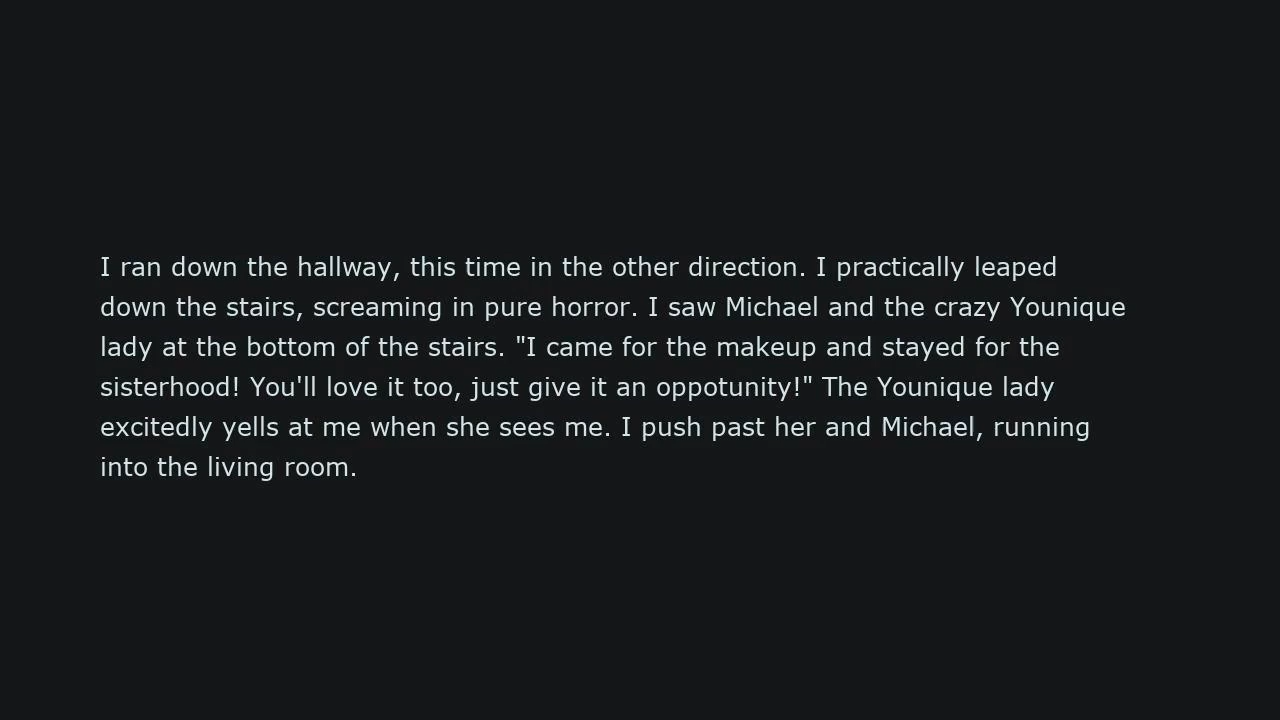 I ran down the hallway, this time in the other direction. I practically leaped
down the stairs, screaming in pure horror. I saw Michael and the crazy Younique
lady at the bottom of the stairs. "I came for the makeup and stayed for the
sisterhood! You'll love it too, just give it an oppotunity!" The Younique lady
excitedly yells at me when she sees me. I push past her and Michael, running
into the living room.